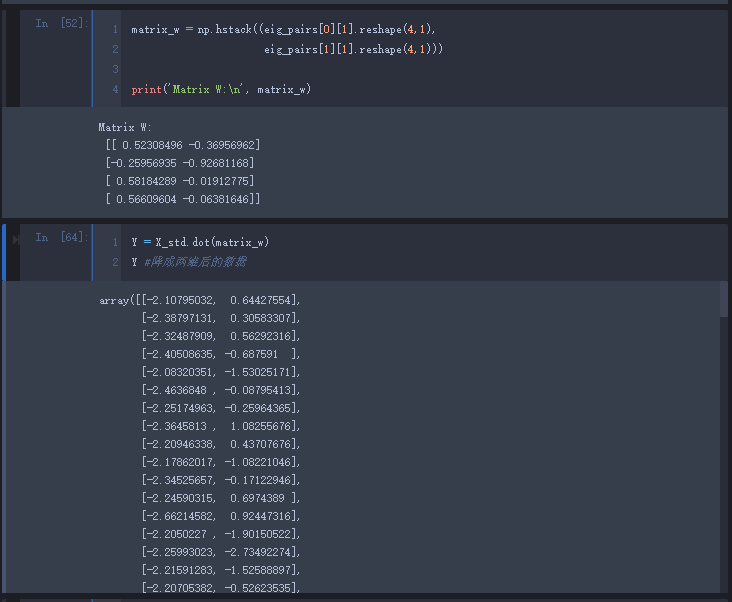 In [52]:
1 matrix_w = np.hstack((eig_pairs[0][1].reshape(4,1),
2 eig_pairs[1][1].reshape(4,1)))
3
4 print('Matrix W:\n', matrix_w)
Matrix W:
[[ 0.52308496 -0.36956962]
[-0.25956935 -0.92681168]
[ 0.58184289 -0.01912775]
[ 0.56609604 -0.06381646]]
In [64]:
1 Y = X_std.dot(matrix_w)
2 Y #降成两维后的数据
array([[-2.10795032, 0.64427554],
[-2.38797131, 0.30583307],
[-2.32487909, 0.56292316],
[-2.40508635, -0.687591 ],
[-2.08320351, -1.53025171],
[-2.4636848 , -0.08795413],
[-2.25174963, -0.25964365],
[-2.3645813 , 1.08255676],
[-2.20946338, 0.43707676],
[-2.17862017, -1.08221046],
[-2.34525657, -0.17122946],
[-2.24590315, 0.6974389 ],
[-2.66214582, 0.92447316],
[-2.2050227 , -1.90150522],
[-2.25993023, -2.73492274],
[-2.21591283, -1.52588897],
[-2.20705382, -0.52623535],